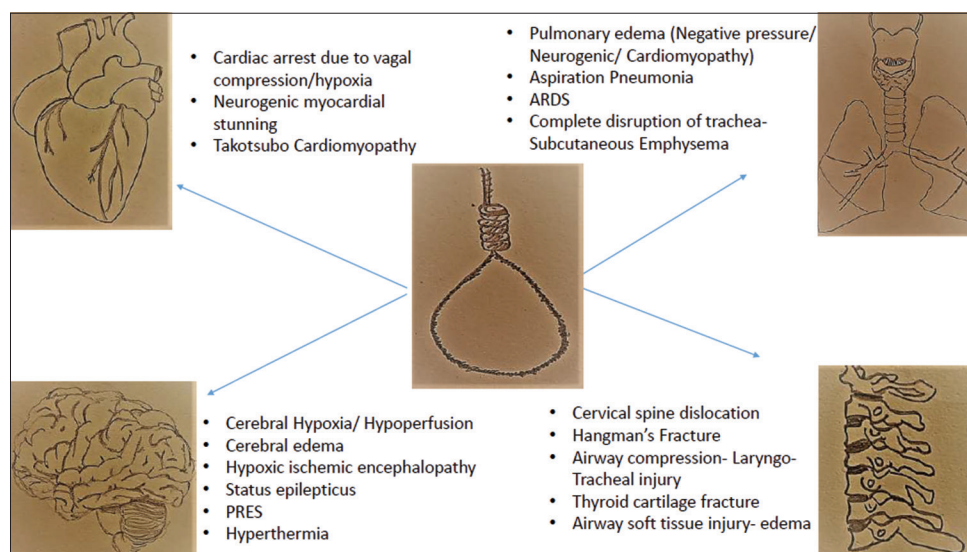 • Cardiac arrest due to vagal
compression/hypoxia
• Neurogenic myocardial
stunning
• Takotsubo Cardiomyopathy
• Pulmonary edema (Negative pressure/
Neurogenic/ Cardiomyopathy)
• Aspiration Pneumonia
• ARDS
• Complete disruption of trachea-
Subcutaneous Emphysema
• Cerebral Hypoxia/ Hypoperfusion
• Cerebral edema
• Hypoxic ischemic encephalopathy
• Status epilepticus
• PRES
• Hyperthermia
• Cervical spine dislocation
• Hangman's Fracture
• Airway compression- Laryngo-
Tracheal injury
• Thyroid cartilage fracture
• Airway soft tissue injury- edema